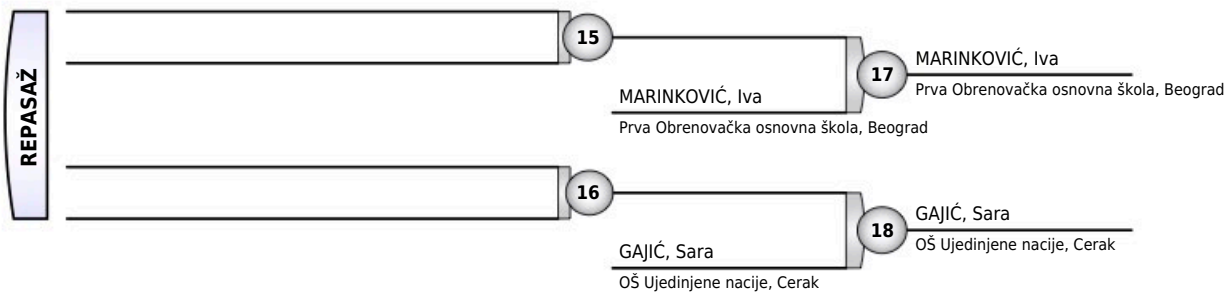 REPASAŽ
15
MARINKOVIĆ, Iva
Prva Obrenovačka osnovna škola, Beograd
17
MARINKOVIĆ, Iva
Prva Obrenovačka osnovna škola, Beograd
16
GAJIĆ, Sara
OŠ Ujedinjene nacije, Cerak
18
GAJIĆ, Sara
OŠ Ujedinjene nacije, Cerak